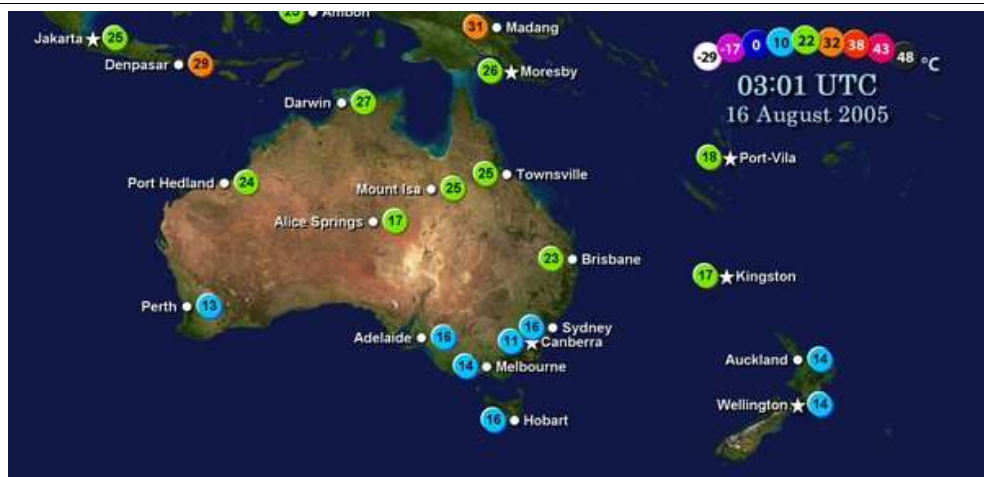 25 Ambon
31 Madang
Jakarta 25
Denpasar 29
26 Moresby
-29 -17 0 10 22 32 38 43 48 °C
03:01 UTC
16 August 2005
Darwin 27
18 Port-Vila
Port Hedland 24
25 Townsville
Mount Isa 25
Alice Springs 17
23 Brisbane
17 Kingston
Perth 13
16 Sydney
Adelaide 16
11 Canberra
14 Melbourne
Auckland 14
Wellington 14
16 Hobart